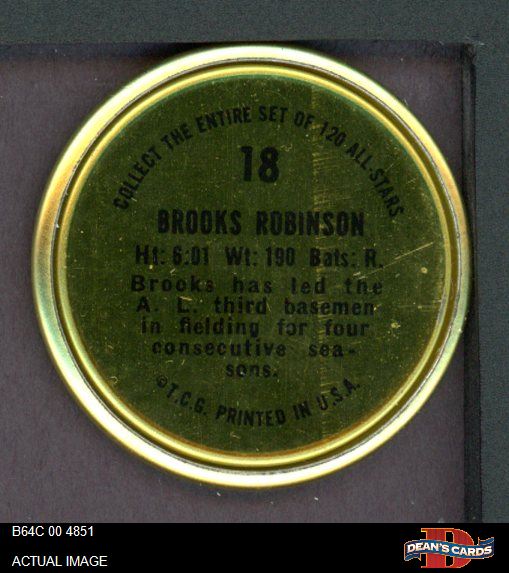 COLLECT THE ENTIRE SET OF 120 ALL-STARS
18
BROOKS ROBINSON
Ht: 6:01 Wt: 190 Bats: R.
Brooks has led the
A. L. third basemen
in fielding for four
consecutive sea-
sons.
©T.C.G. PRINTED IN U.S.A.
B64C 00 4851
ACTUAL IMAGE
DEAN'S CARDS